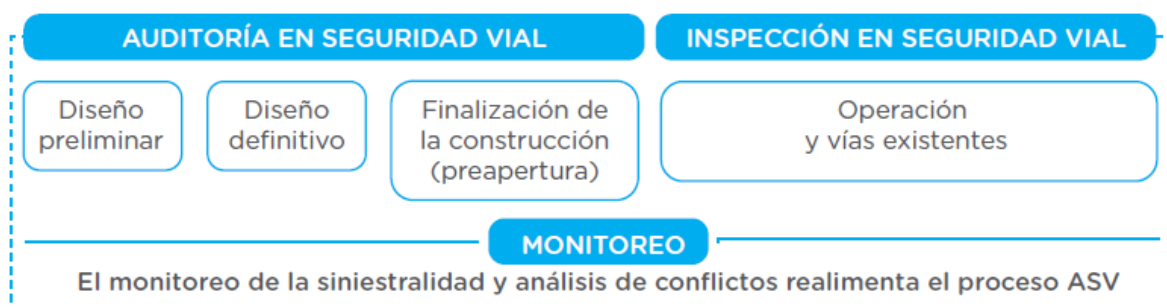 AUDITORÍA EN SEGURIDAD VIAL
INSPECCIÓN EN SEGURIDAD VIAL
Diseño
preliminar
Diseño
definitivo
Finalización de
la construcción
(preapertura)
Operación
y vías existentes
MONITOREO
El monitoreo de la siniestralidad y análisis de conflictos realimenta el proceso ASV